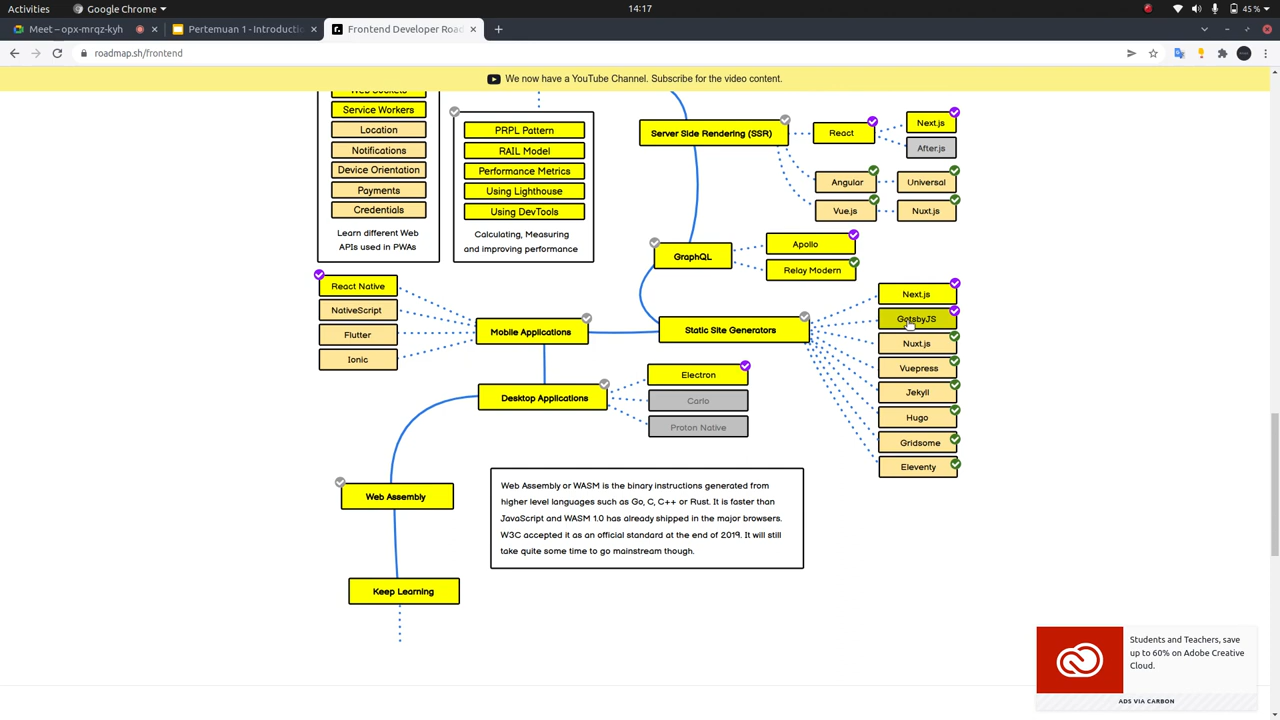 Activities
Google Chrome
14:17
45 %
Meet – opx-mrqz-kyh
Pertemuan 1 - Introductio
Frontend Developer Road
roadmap.sh/frontend
We now have a YouTube Channel. Subscribe for the video content.
Web Sockets
Service Workers
Location
Notifications
Device Orientation
Payments
Credentials
Learn different Web
APIs used in PWAs
PRPL Pattern
RAIL Model
Performance Metrics
Using Lighthouse
Using DevTools
Calculating, Measuring
and improving performance
Server Side Rendering (SSR)
React
Next.js
After.js
Angular
Universal
Vue.js
Nuxt.js
GraphQL
Apollo
Relay Modern
React Native
NativeScript
Flutter
Ionic
Mobile Applications
Static Site Generators
Next.js
GatsbyJS
Nuxt.js
Vuepress
Jekyll
Hugo
Gridsome
Eleventy
Desktop Applications
Electron
Carlo
Proton Native
Web Assembly
Web Assembly or WASM is the binary instructions generated from
higher level languages such as Go, C, C++ or Rust. It is faster than
JavaScript and WASM 1.0 has already shipped in the major browsers.
W3C accepted it as an official standard at the end of 2019. It will still
take quite some time to go mainstream though.
Keep Learning
Students and Teachers, save
up to 60% on Adobe Creative
Cloud.
ADS VIA CARBON